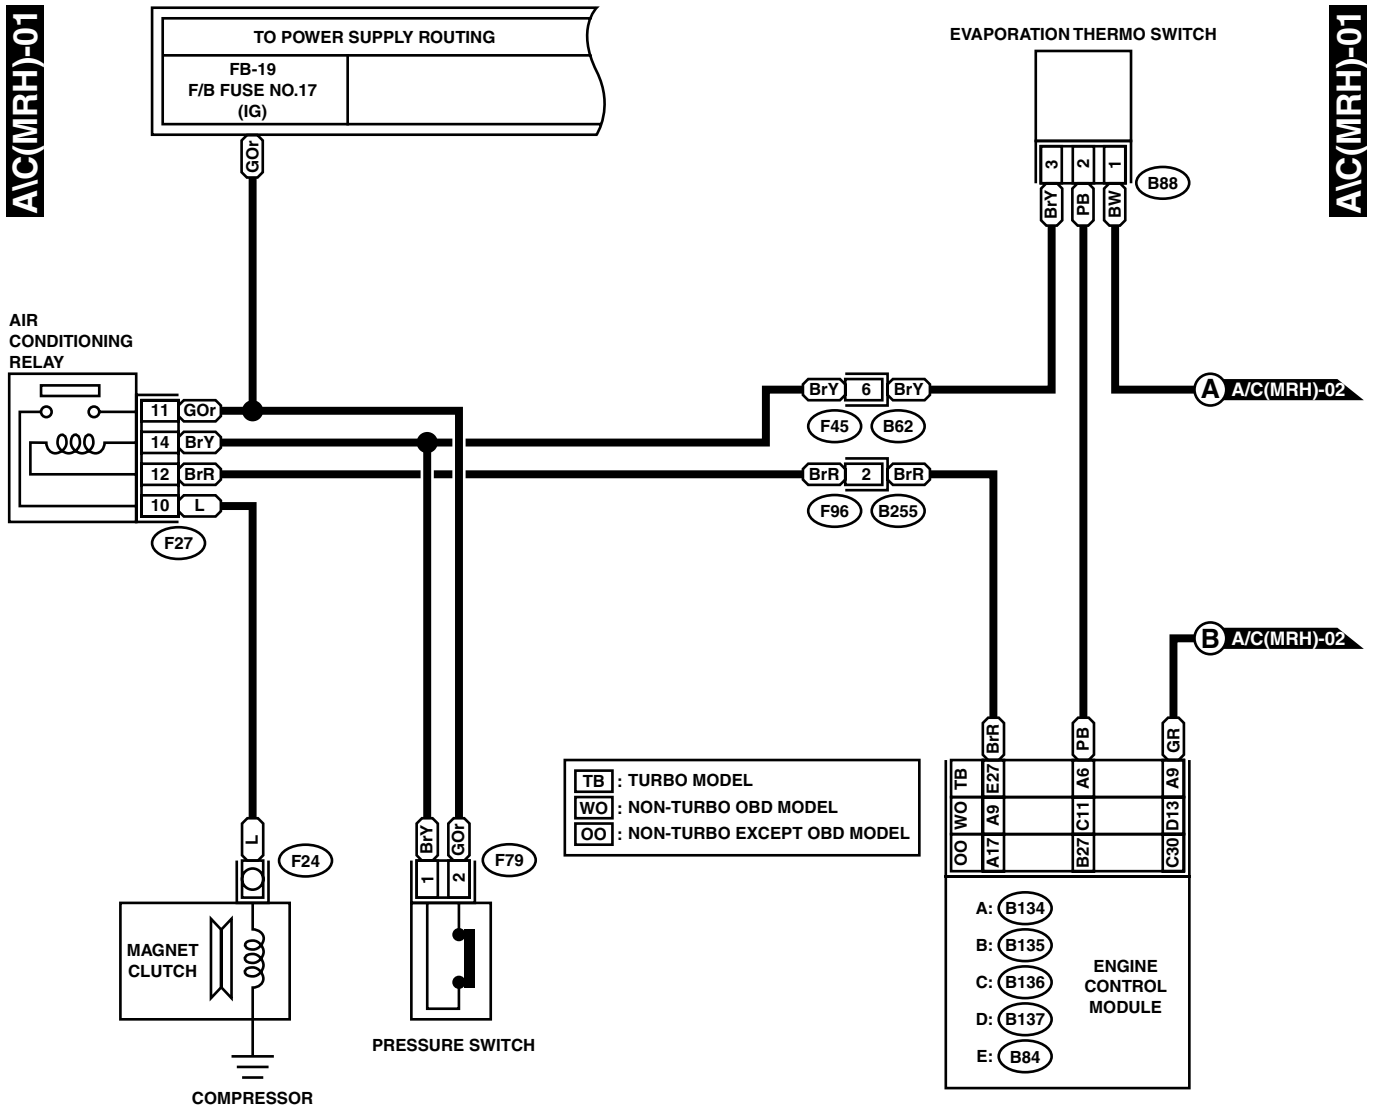 A\C(MRH)-01
TO POWER SUPPLY ROUTING
FB-19
F/B FUSE NO.17
(IG)
GOr
EVAPORATION THERMO SWITCH
3 2 1
B88
BrY PB BW
A\C(MRH)-01
AIR
CONDITIONING
RELAY
11 GOr
14 BrY
12 BrR
10 L
F27
BrY 6 BrY
F45 B62
BrR 2 BrR
F96 B255
A A/C(MRH)-02
B A/C(MRH)-02
L
F24
MAGNET
CLUTCH
COMPRESSOR
BrY GOr
1 2
F79
PRESSURE SWITCH
TB : TURBO MODEL
WO : NON-TURBO OBD MODEL
OO : NON-TURBO EXCEPT OBD MODEL
BrR PB GR
TB E27 A6 A9
WO A9 C11 D13
OO A17 B27 C30
A: B134
B: B135
C: B136
D: B137
E: B84
ENGINE
CONTROL
MODULE